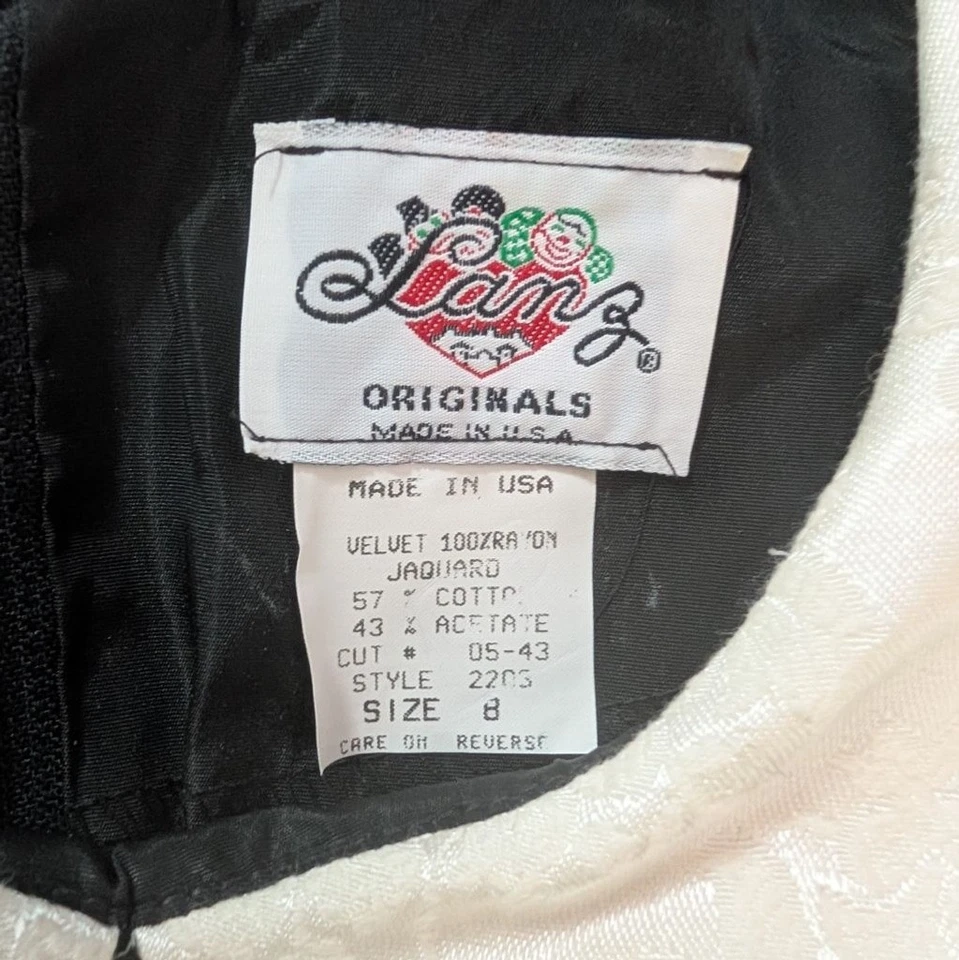 Lanz ®
ORIGINALS
MADE IN U.S.A.
MADE IN USA
VELVET 100%RAYON
JAQUARD
57 % COTTON
43 % ACETATE
CUT # 05-43
STYLE
SIZE 8
CARE ON REVERSE